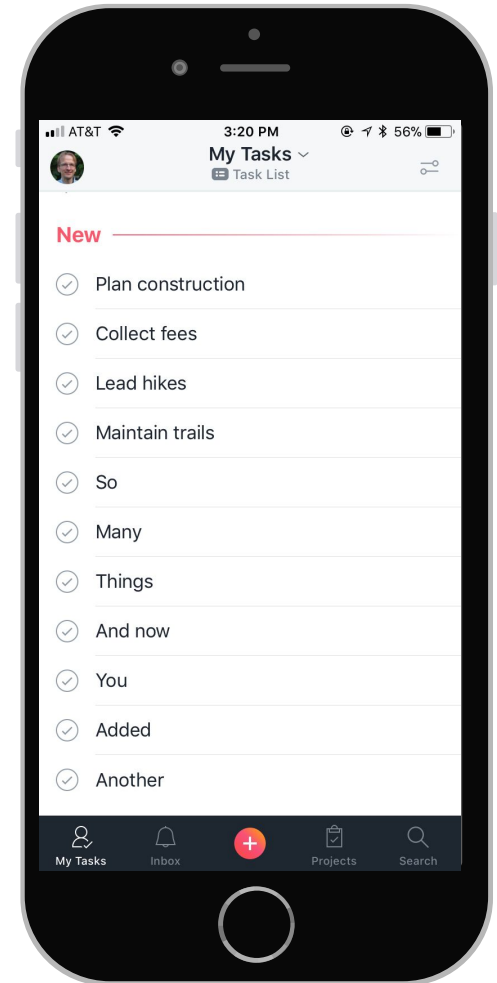 AT&T 3:20 PM 56%
My Tasks
Task List
New
Plan construction
Collect fees
Lead hikes
Maintain trails
So
Many
Things
And now
You
Added
Another
My Tasks Inbox Projects Search